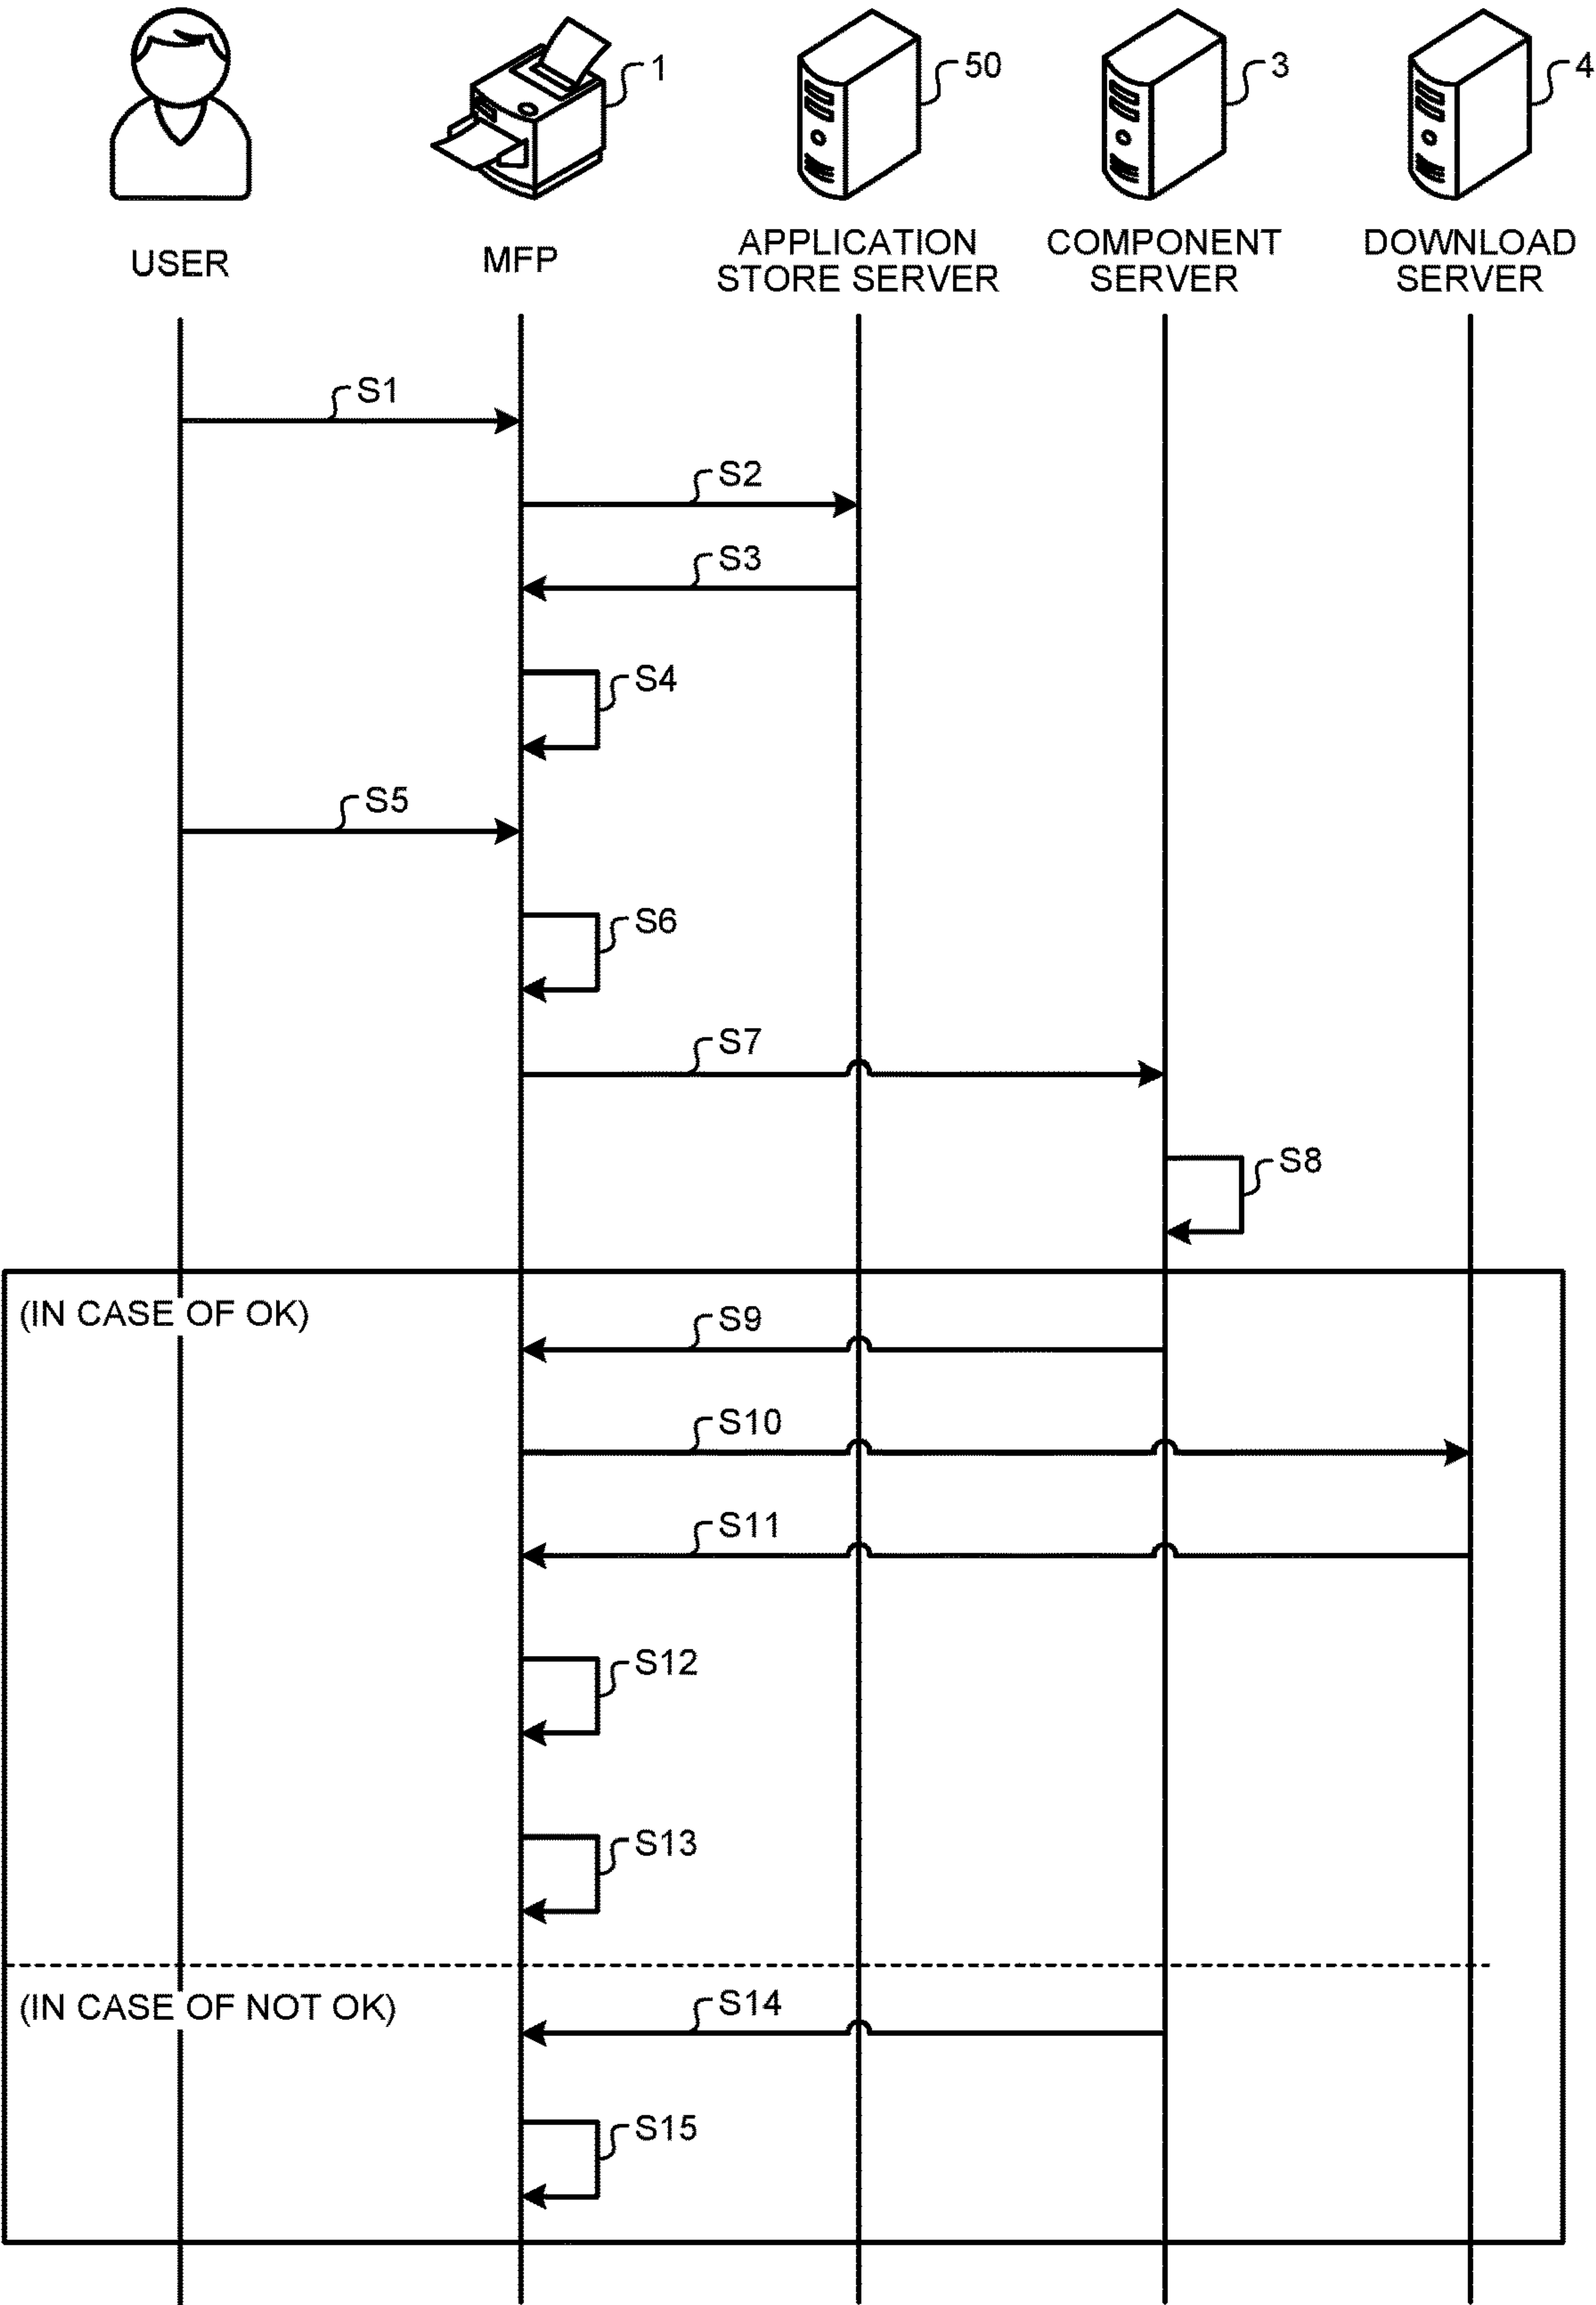 1
50
3
4
USER
MFP
APPLICATION
STORE SERVER
COMPONENT
SERVER
DOWNLOAD
SERVER
S1
S2
S3
S4
S5
S6
S7
S8
(IN CASE OF OK)
S9
S10
S11
S12
S13
(IN CASE OF NOT OK)
S14
S15